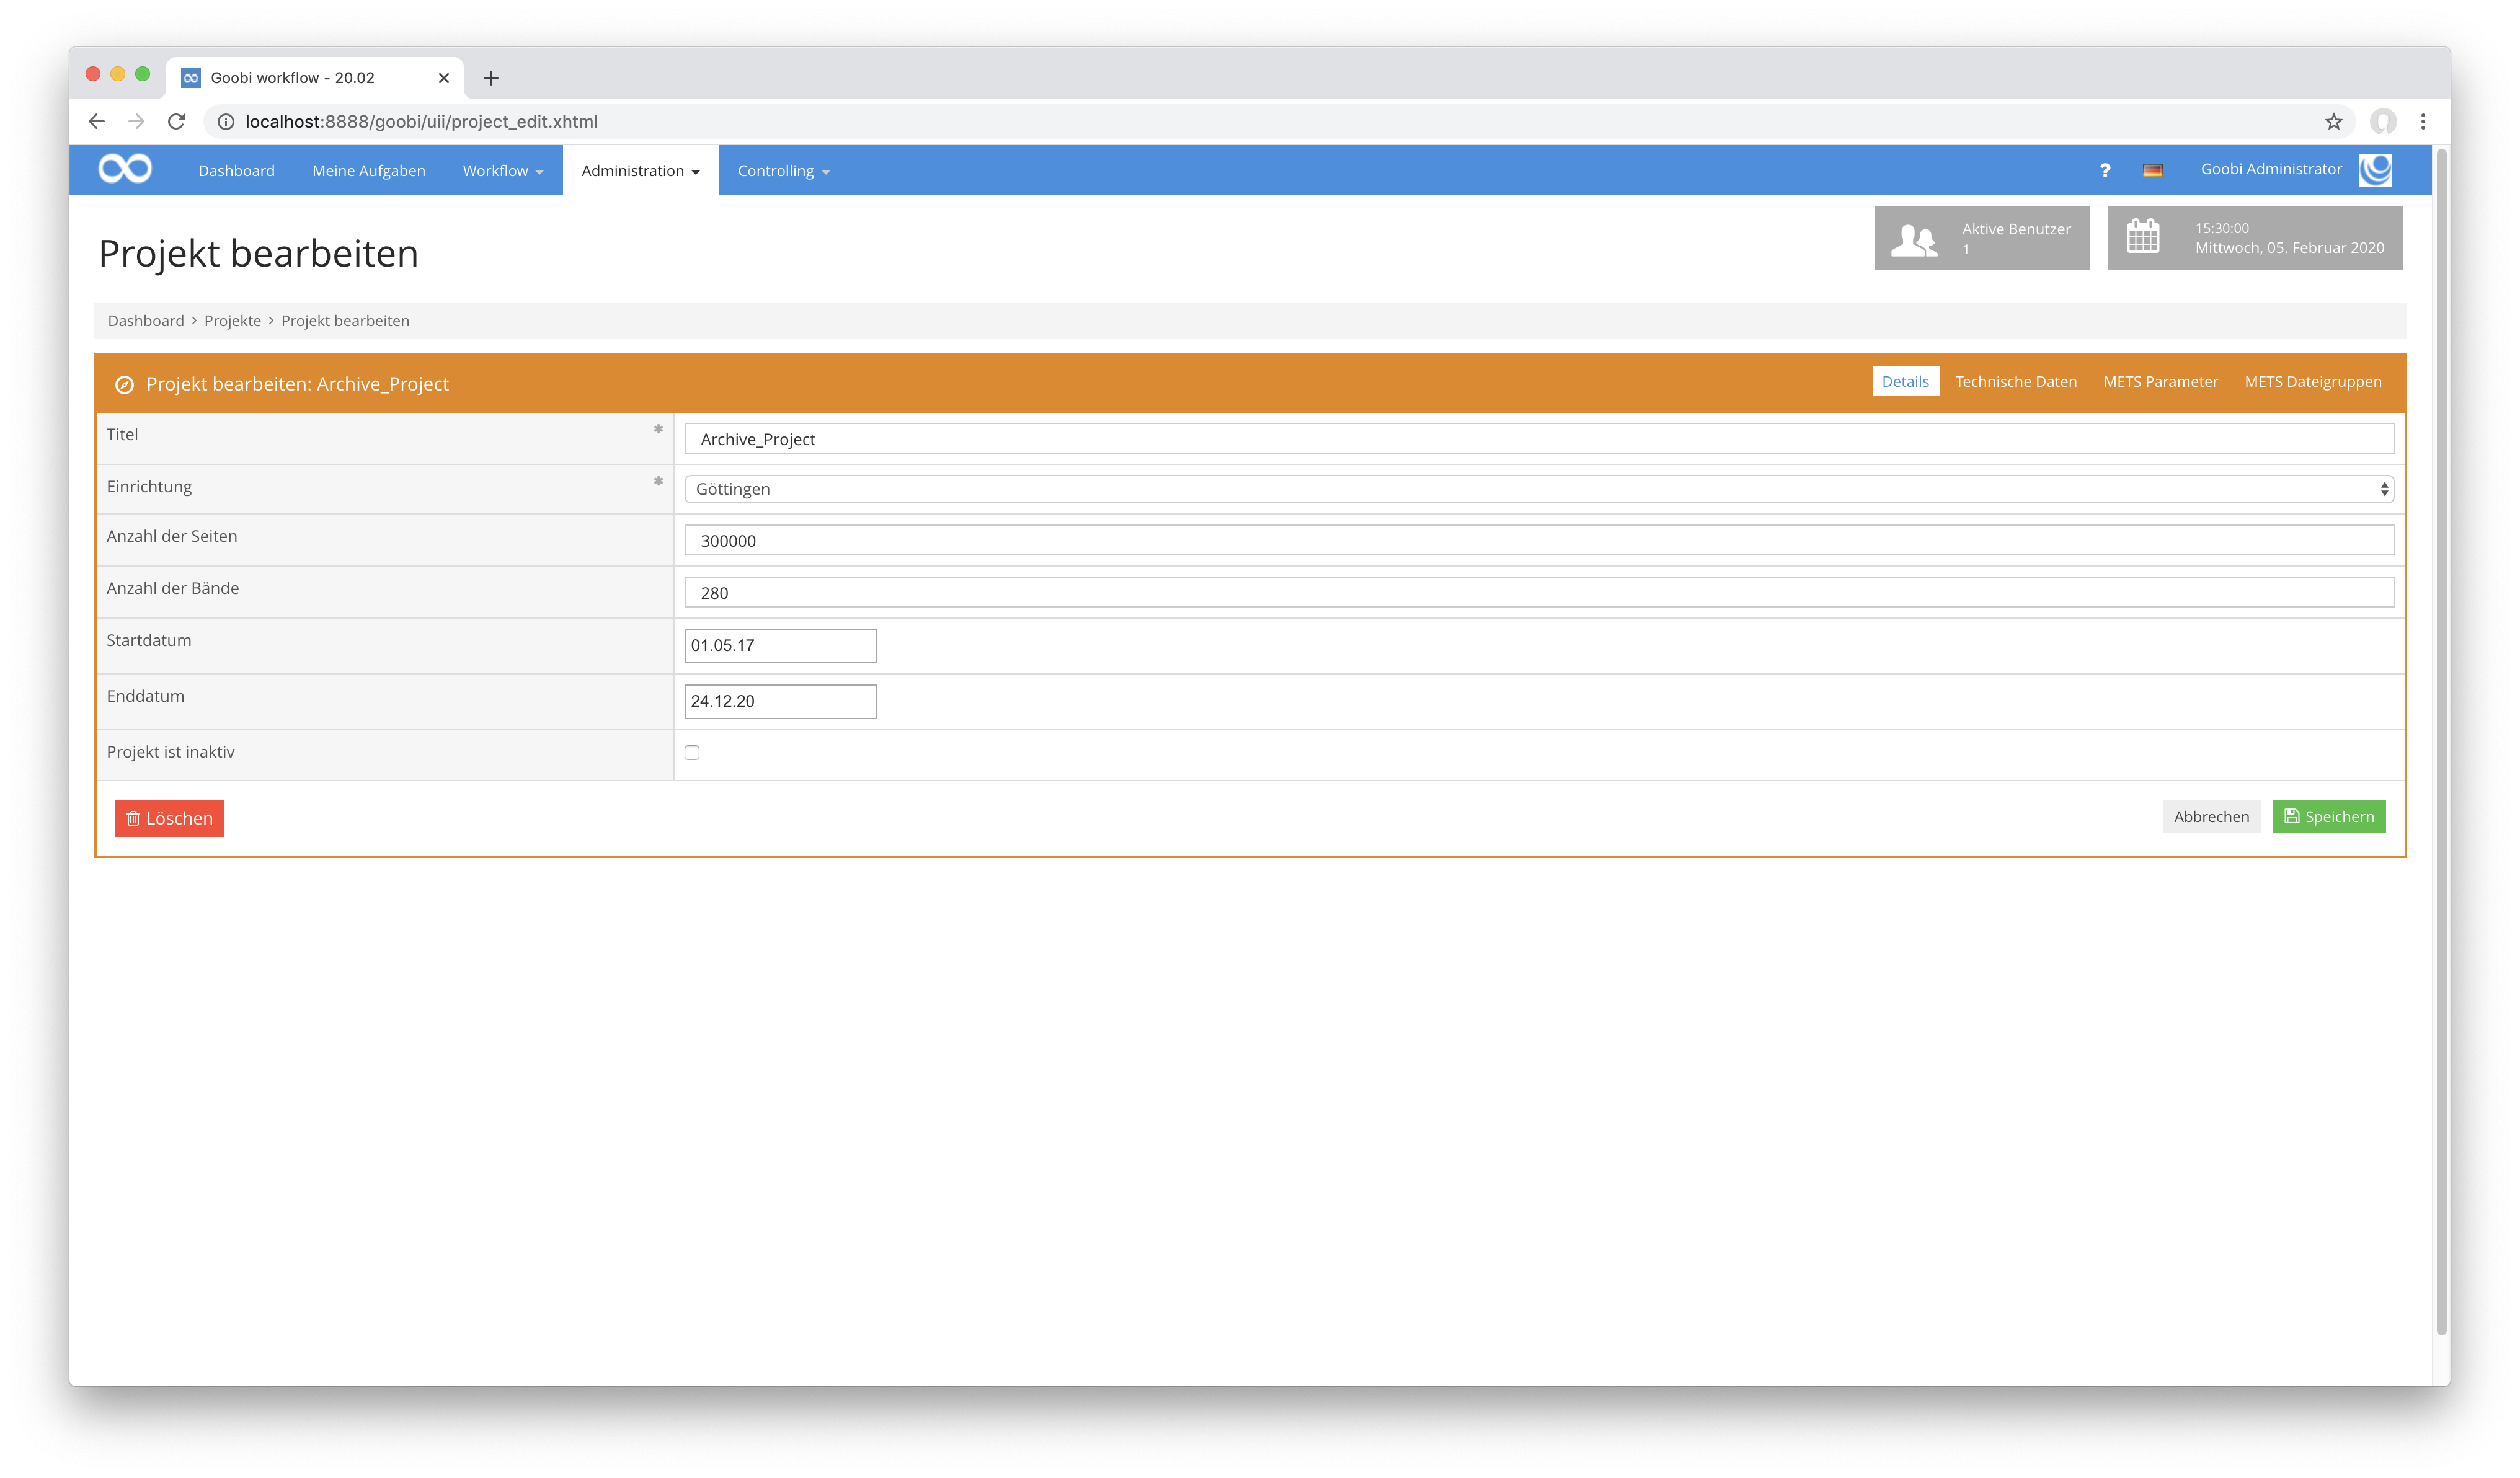 Goobi workflow - 20.02
localhost:8888/goobi/uii/project_edit.xhtml
Dashboard Meine Aufgaben Workflow Administration Controlling ? Goobi Administrator
Projekt bearbeiten
Aktive Benutzer
1
15:30:00
Mittwoch, 05. Februar 2020
Dashboard > Projekte > Projekt bearbeiten
Projekt bearbeiten: Archive_Project Details Technische Daten METS Parameter METS Dateigruppen
Titel * Archive_Project
Einrichtung * Göttingen
Anzahl der Seiten 300000
Anzahl der Bände 280
Startdatum 01.05.17
Enddatum 24.12.20
Projekt ist inaktiv
Löschen Abbrechen Speichern